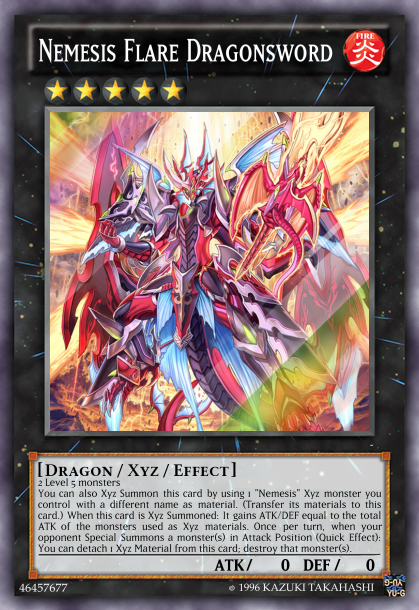 NEMESIS FLARE DRAGONSWORD
FIRE
炎
[DRAGON / XYZ / EFFECT]
2 Level 5 monsters
You can also Xyz Summon this card by using 1 "Nemesis" Xyz monster you
control with a different name as material. (Transfer its materials to this
card.) When this card is Xyz Summoned: It gains ATK/DEF equal to the total
ATK of the monsters used as Xyz materials. Once per turn, when your
opponent Special Summons a monster(s) in Attack Position (Quick Effect):
You can detach 1 Xyz Material from this card; destroy that monster(s).
ATK/ 0 DEF / 0
46457677
© 1996 KAZUKI TAKAHASHI